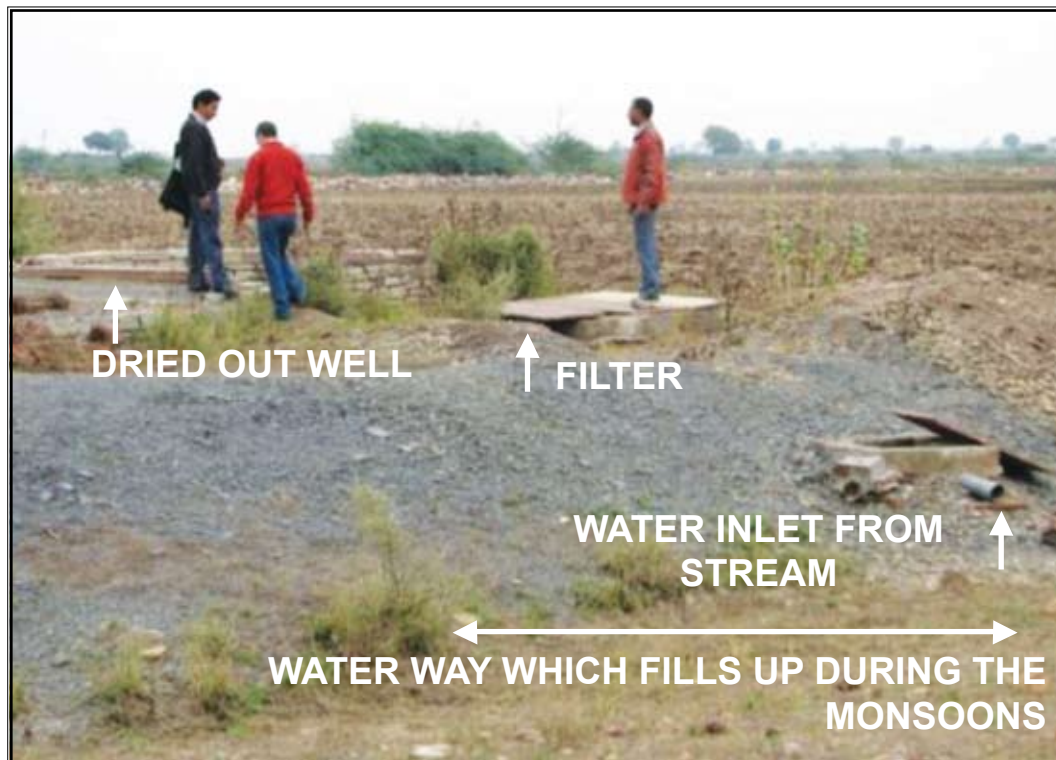 DRIED OUT WELL
FILTER
WATER INLET FROM
STREAM
WATER WAY WHICH FILLS UP DURING THE
MONSOONS